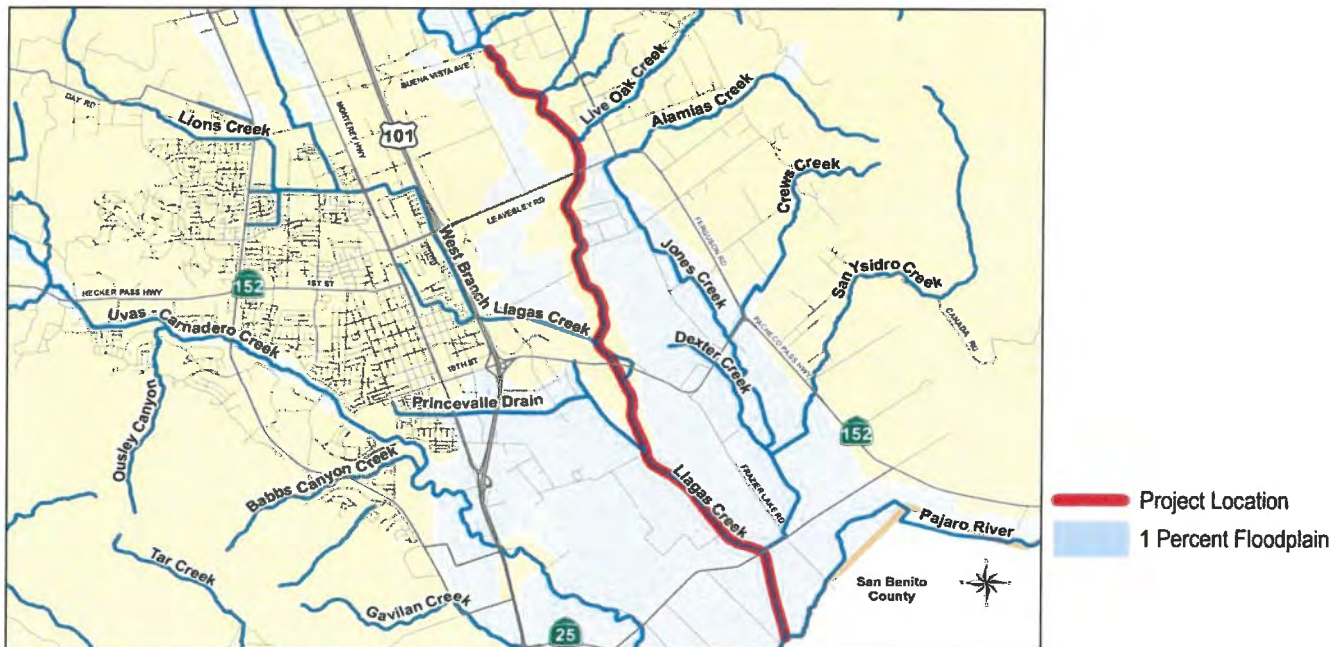 BUENA VISTA AVE
Live Oak Creek
DAY RD
Lions Creek
MONTEREY HWY
101
Alamias Creek
Crews Creek
LEAVESLEY RD
FERGUSON RD
West Branch
Jones Creek
San Ysidro Creek
HECKER PASS HWY
152
1ST ST
Llagas Creek
CANADA RD
Uvas - Carnadero Creek
PACHECO PASS HWY
Dexter Creek
10TH ST
Princevalle Drain
Ousley Canyon
152
Babbs Canyon Creek
Llagas Creek
FRAZIER LAKE RD
Project Location
Pajaro River
1 Percent Floodplain
Tar Creek
San Benito
County
Gavilan Creek
25